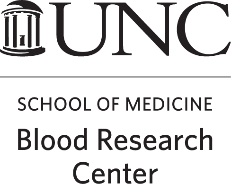 UNC
SCHOOL OF MEDICINE
Blood Research
Center